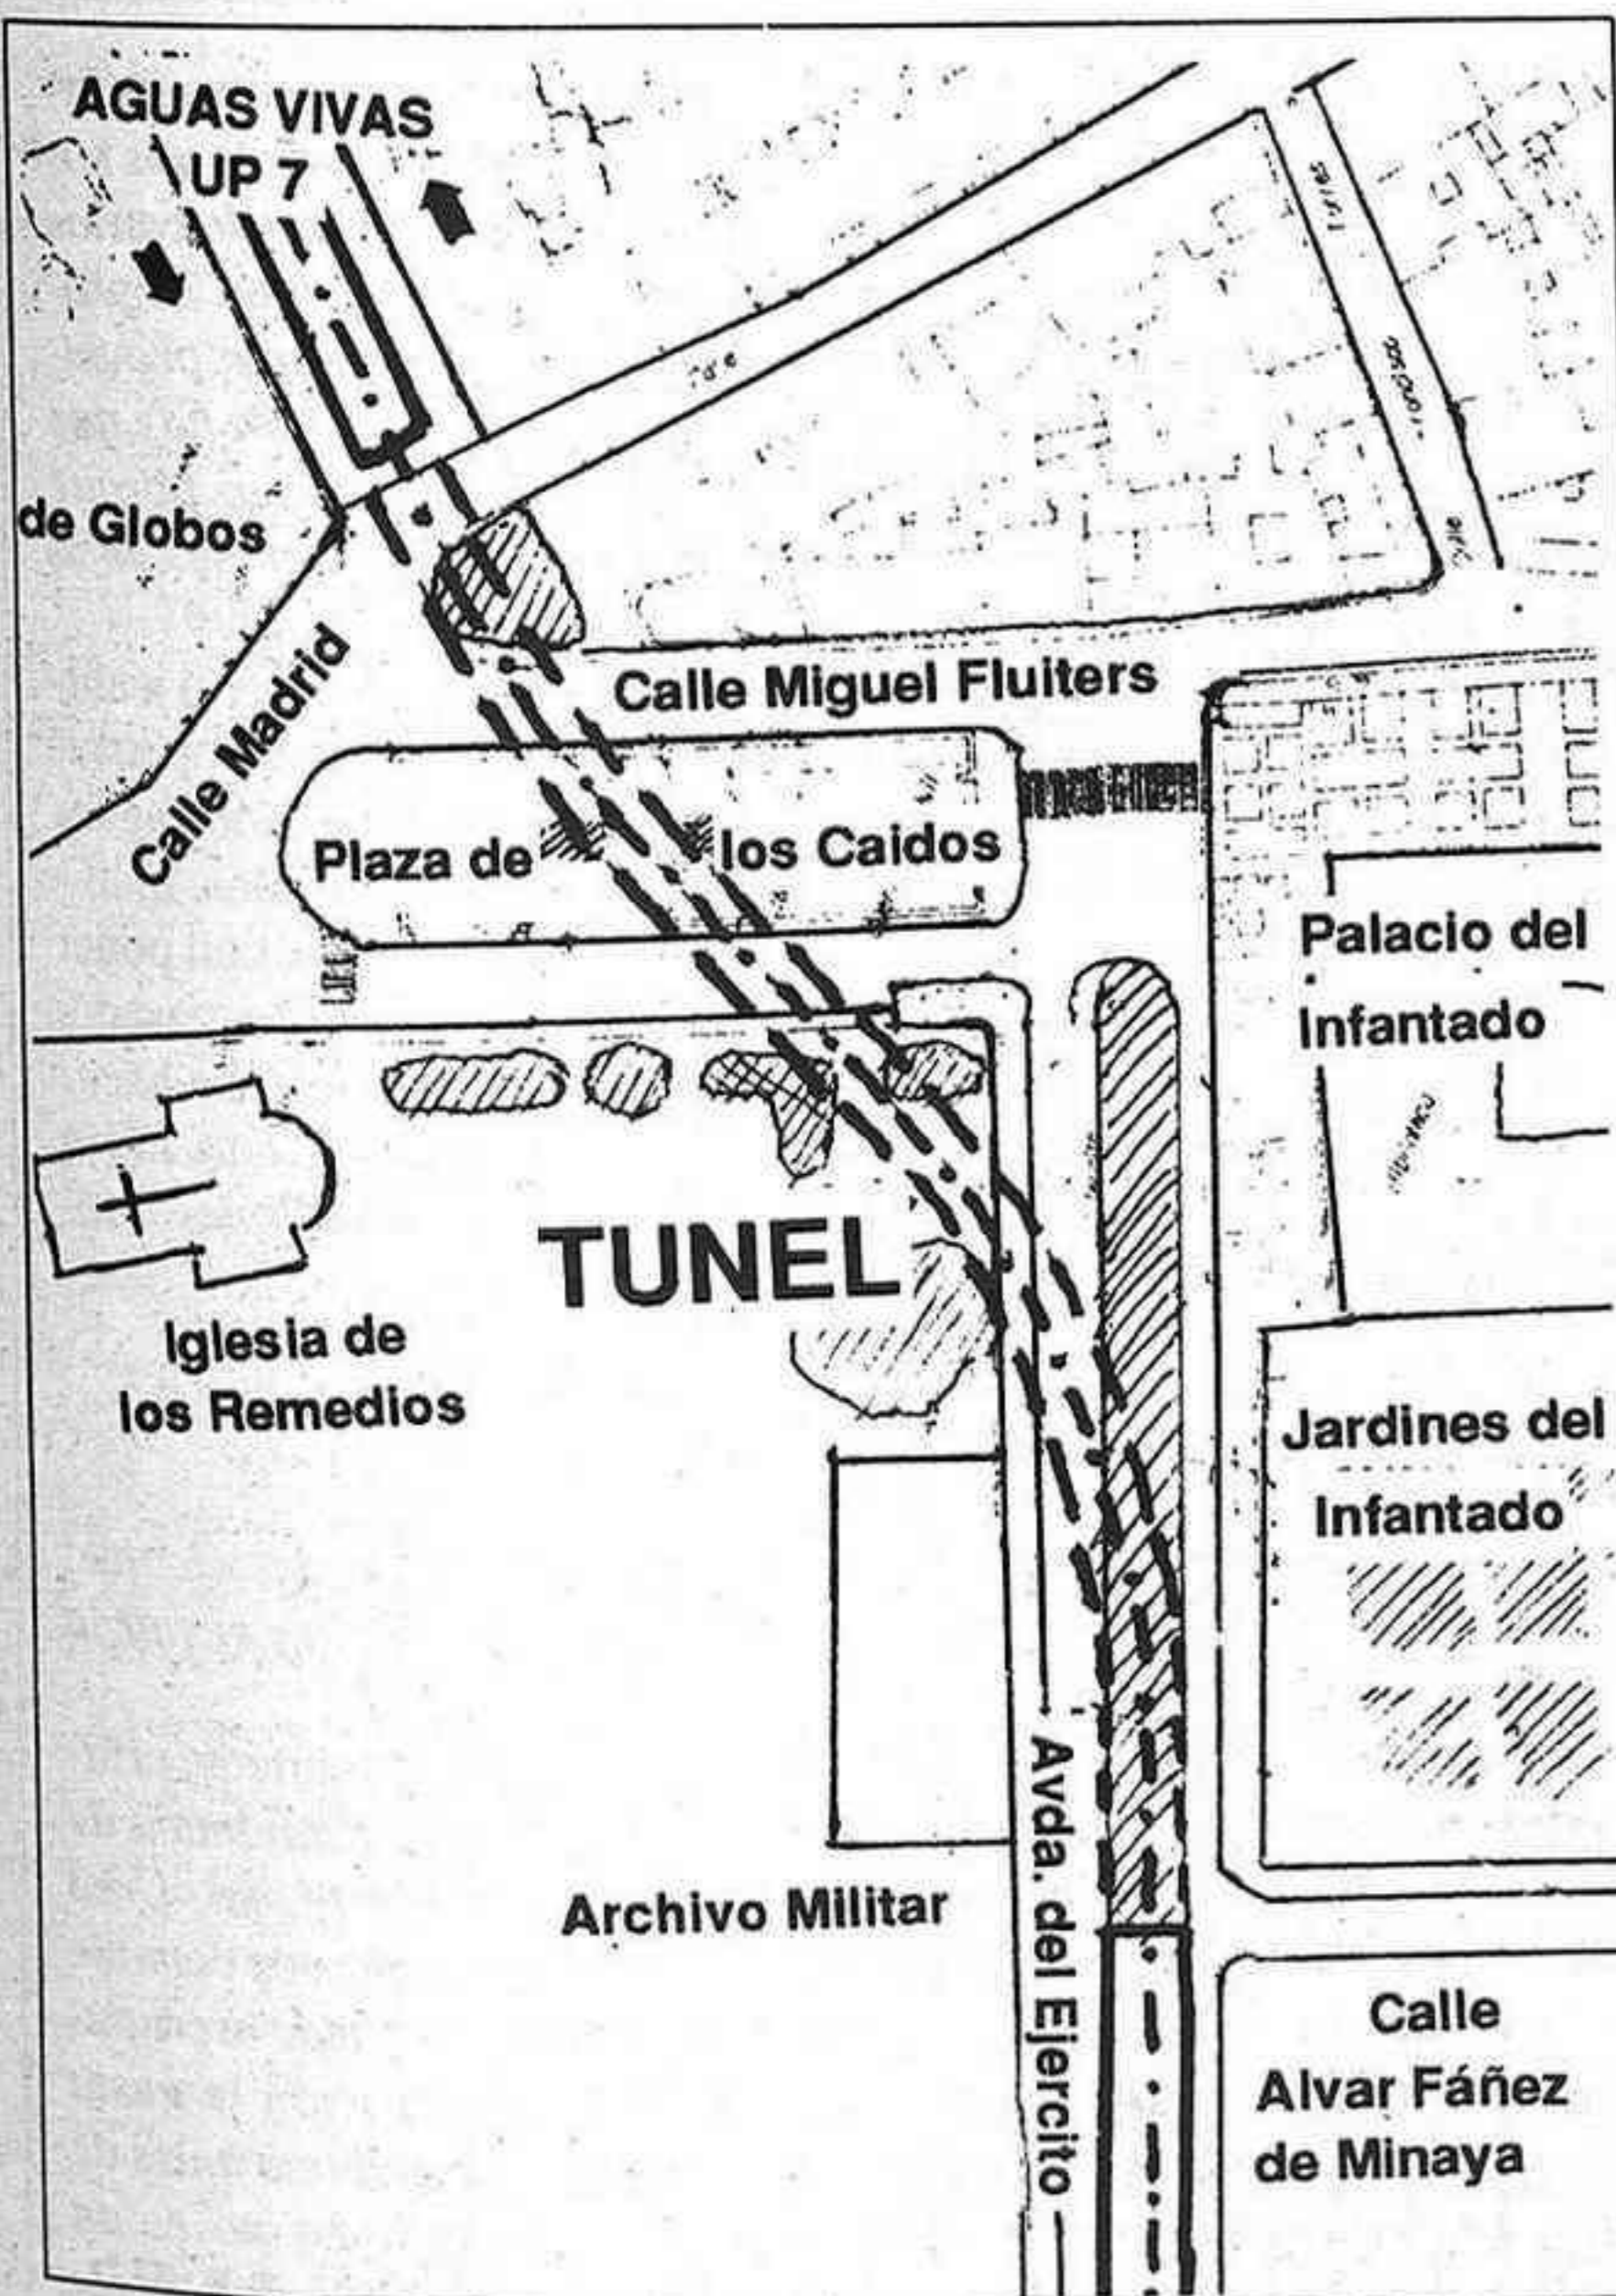 AGUAS VIVAS
UP 7
de Globos
Calle Madrid
Calle Miguel Fluiters
Plaza de los Caidos
Palacio del
Infantado
TUNEL
Iglesia de
los Remedios
Jardines del
Infantado
Archivo Militar
Avda. del Ejercito
Calle
Alvar Fáñez
de Minaya